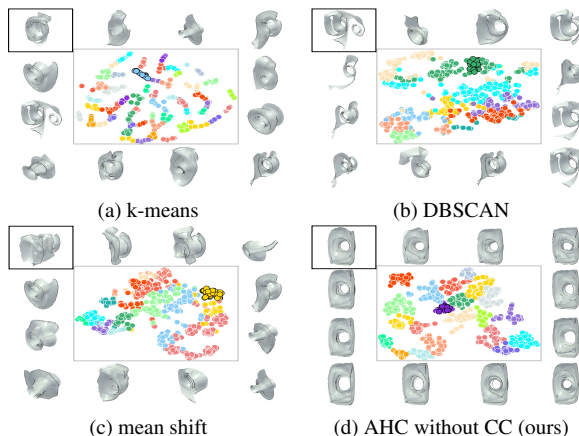 (a) k-means
(b) DBSCAN
(c) mean shift
(d) AHC without CC (ours)